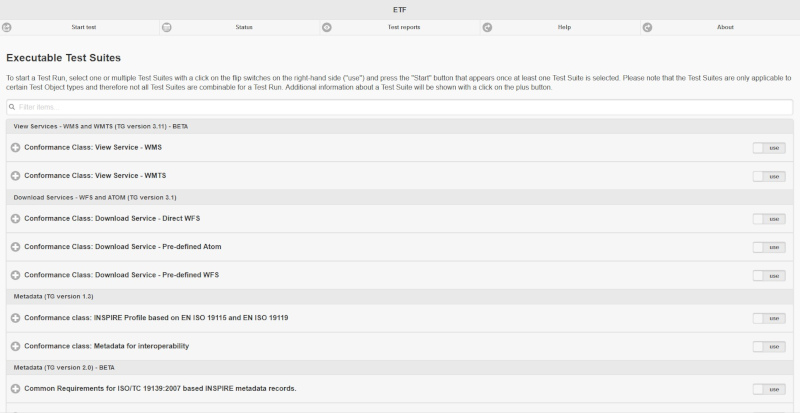 ETF
Start test
Status
Test reports
Help
About
Executable Test Suites
To start a Test Run, select one or multiple Test Suites with a click on the flip switches on the right-hand side ("use") and press the "Start" button that appears once at least one Test Suite is selected. Please note that the Test Suites are only applicable to
certain Test Object types and therefore not all Test Suites are combinable for a Test Run. Additional information about a Test Suite will be shown with a click on the plus button.
Filter items...
View Services - WMS and WMTS (TG version 3.11) - BETA
Conformance Class: View Service - WMS
use
Conformance Class: View Service - WMTS
use
Download Services - WFS and ATOM (TG version 3.1)
Conformance Class: Download Service - Direct WFS
use
Conformance Class: Download Service - Pre-defined Atom
use
Conformance Class: Download Service - Pre-defined WFS
use
Metadata (TG version 1.3)
Conformance class: INSPIRE Profile based on EN ISO 19115 and EN ISO 19119
use
Conformance class: Metadata for interoperability
use
Metadata (TG version 2.0) - BETA
Common Requirements for ISO/TC 19139:2007 based INSPIRE metadata records.
use